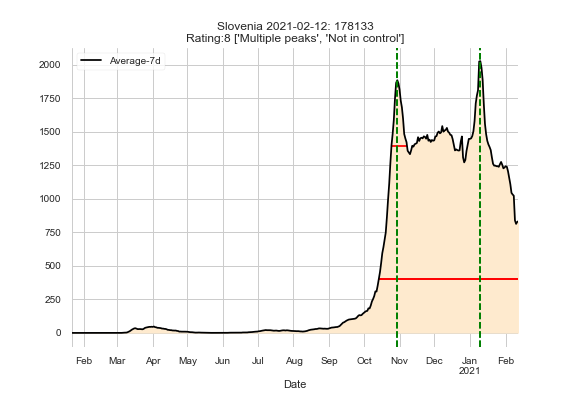 Slovenia 2021-02-12: 178133
Rating:8 ['Multiple peaks', 'Not in control']
Average-7d
2000
1750
1500
1250
1000
750
500
250
0
Feb Mar Apr May Jun Jul Aug Sep Oct Nov Dec Jan Feb
2021
Date